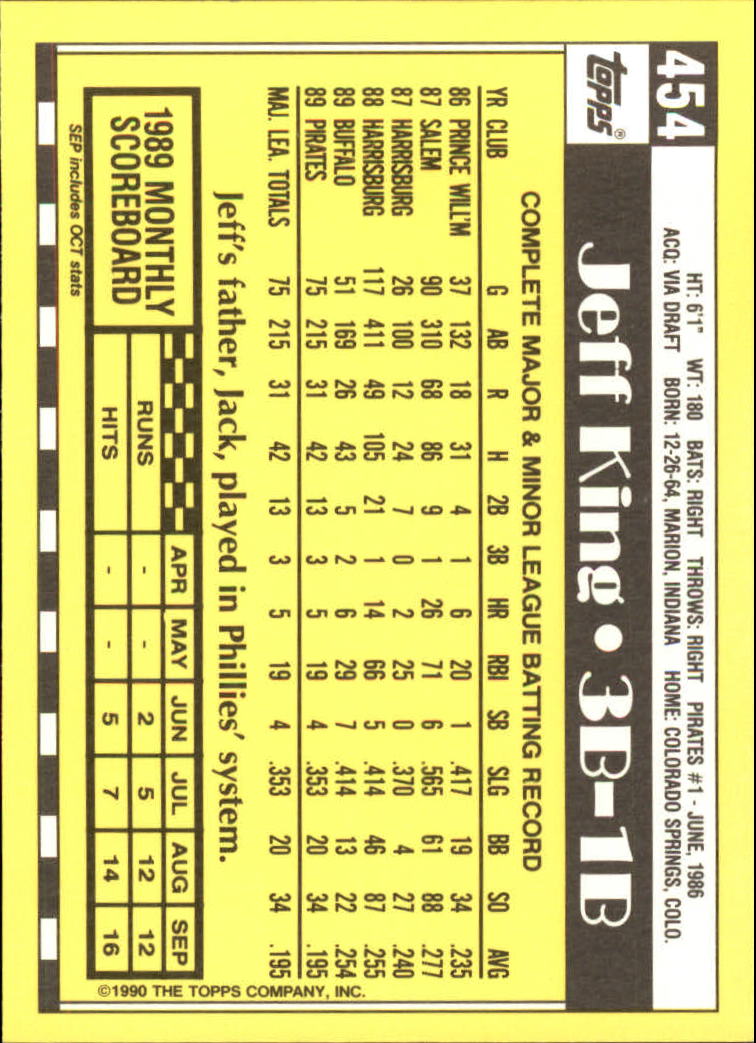 454
HT: 6'1" WT: 180 BATS: RIGHT THROWS: RIGHT PIRATES #1 - JUNE, 1986
ACQ: VIA DRAFT BORN: 12-26-64, MARION, INDIANA HOME: COLORADO SPRINGS, COLO.
topps®
Jeff King • 3B-1B
COMPLETE MAJOR & MINOR LEAGUE BATTING RECORD
YR CLUB G AB R H 2B 3B HR RBI SB SLG BB SO AVG
86 PRINCE WILL'M 37 132 18 31 4 1 6 20 1 .417 19 34 .235
87 SALEM 90 310 68 86 9 1 26 71 6 .565 61 88 .277
87 HARRISBURG 26 100 12 24 7 0 2 25 0 .370 4 27 .240
88 HARRISBURG 117 411 49 105 21 1 14 66 5 .414 46 87 .255
89 BUFFALO 51 169 26 43 5 2 6 29 7 .414 13 22 .254
89 PIRATES 75 215 31 42 13 3 5 19 4 .353 20 34 .195
MAJ. LEA. TOTALS 75 215 31 42 13 3 5 19 4 .353 20 34 .195
Jeff's father, Jack, played in Phillies' system.
1989 MONTHLY
SCOREBOARD
APR MAY JUN JUL AUG SEP
RUNS - - 2 5 12 12
HITS - - 5 7 14 16
SEP includes OCT stats
©1990 THE TOPPS COMPANY, INC.